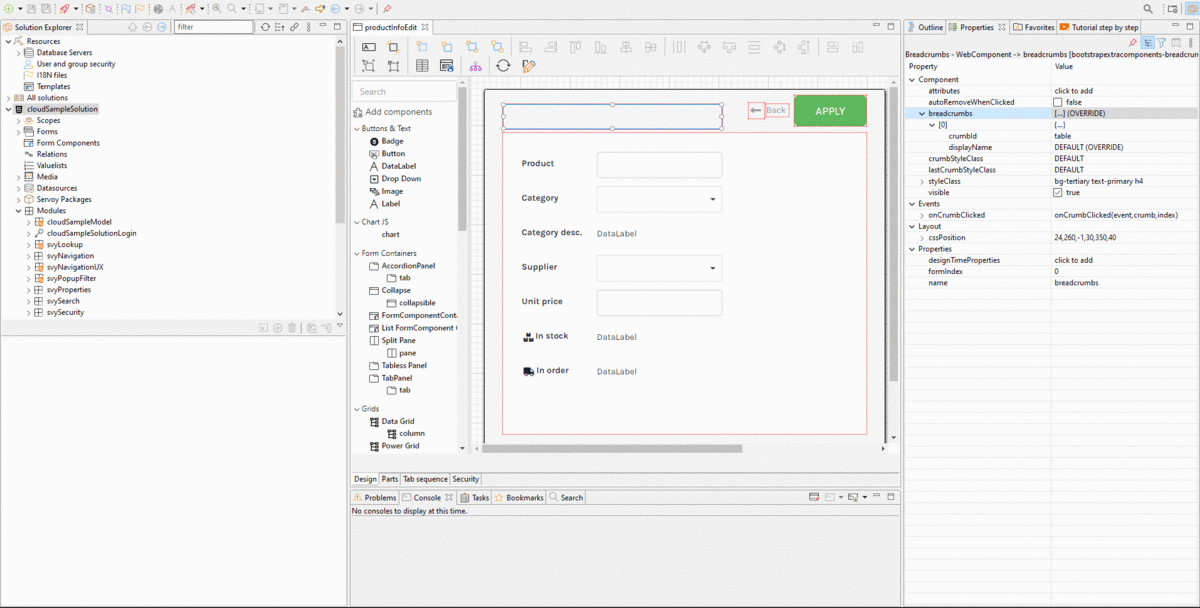 filter
Solution Explorer
Resources
Database Servers
User and group security
I18N files
Templates
All solutions
cloudSampleSolution
Scopes
Forms
Form Components
Relations
Valuelists
Media
Datasources
Servoy Packages
Modules
cloudSampleModel
cloudSampleSolutionLogin
svyLookup
svyNavigation
svyNavigationUX
svyPopupFilter
svyProperties
svySearch
svySecurity
productInfoEdit
Search
Add components
Buttons & Text
Badge
Button
DataLabel
Drop Down
Image
Label
Chart JS
chart
Form Containers
AccordionPanel
tab
Collapse
collapsible
FormComponentConta
List FormComponent C
Split Pane
pane
Tabless Panel
TabPanel
tab
Grids
Data Grid
column
Power Grid
Back
APPLY
Product
Category
Category desc. DataLabel
Supplier
Unit price
In stock DataLabel
In order DataLabel
Design Parts Tab sequence Security
Problems Console Tasks Bookmarks Search
No consoles to display at this time.
Outline Properties Favorites Tutorial step by step
Breadcrumbs - WebComponent -> breadcrumbs [bootstrapextracomponents-breadcrum
Property Value
Component
attributes click to add
autoRemoveWhenClicked false
breadcrumbs [...] (OVERRIDE)
[0] {...}
crumbId table
displayName DEFAULT (OVERRIDE)
crumbStyleClass DEFAULT
lastCrumbStyleClass DEFAULT
styleClass bg-tertiary text-primary h4
visible true
Events
onCrumbClicked onCrumbClicked(event,crumb,index)
Layout
cssPosition 24,260,-1,30,350,40
Properties
designTimeProperties click to add
formIndex 0
name breadcrumbs